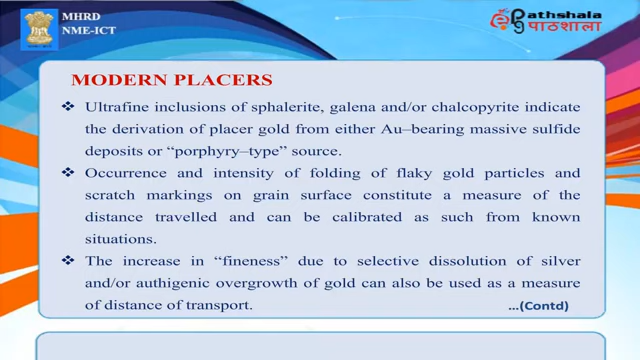 MHRD
NME-ICT
Pathshala
पाठशाला
MODERN PLACERS
❖ Ultrafine inclusions of sphalerite, galena and/or chalcopyrite indicate
the derivation of placer gold from either Au–bearing massive sulfide
deposits or “porphyry–type” source.
❖ Occurrence and intensity of folding of flaky gold particles and
scratch markings on grain surface constitute a measure of the
distance travelled and can be calibrated as such from known
situations.
❖ The increase in “fineness” due to selective dissolution of silver
and/or authigenic overgrowth of gold can also be used as a measure
of distance of transport.
...(Contd)